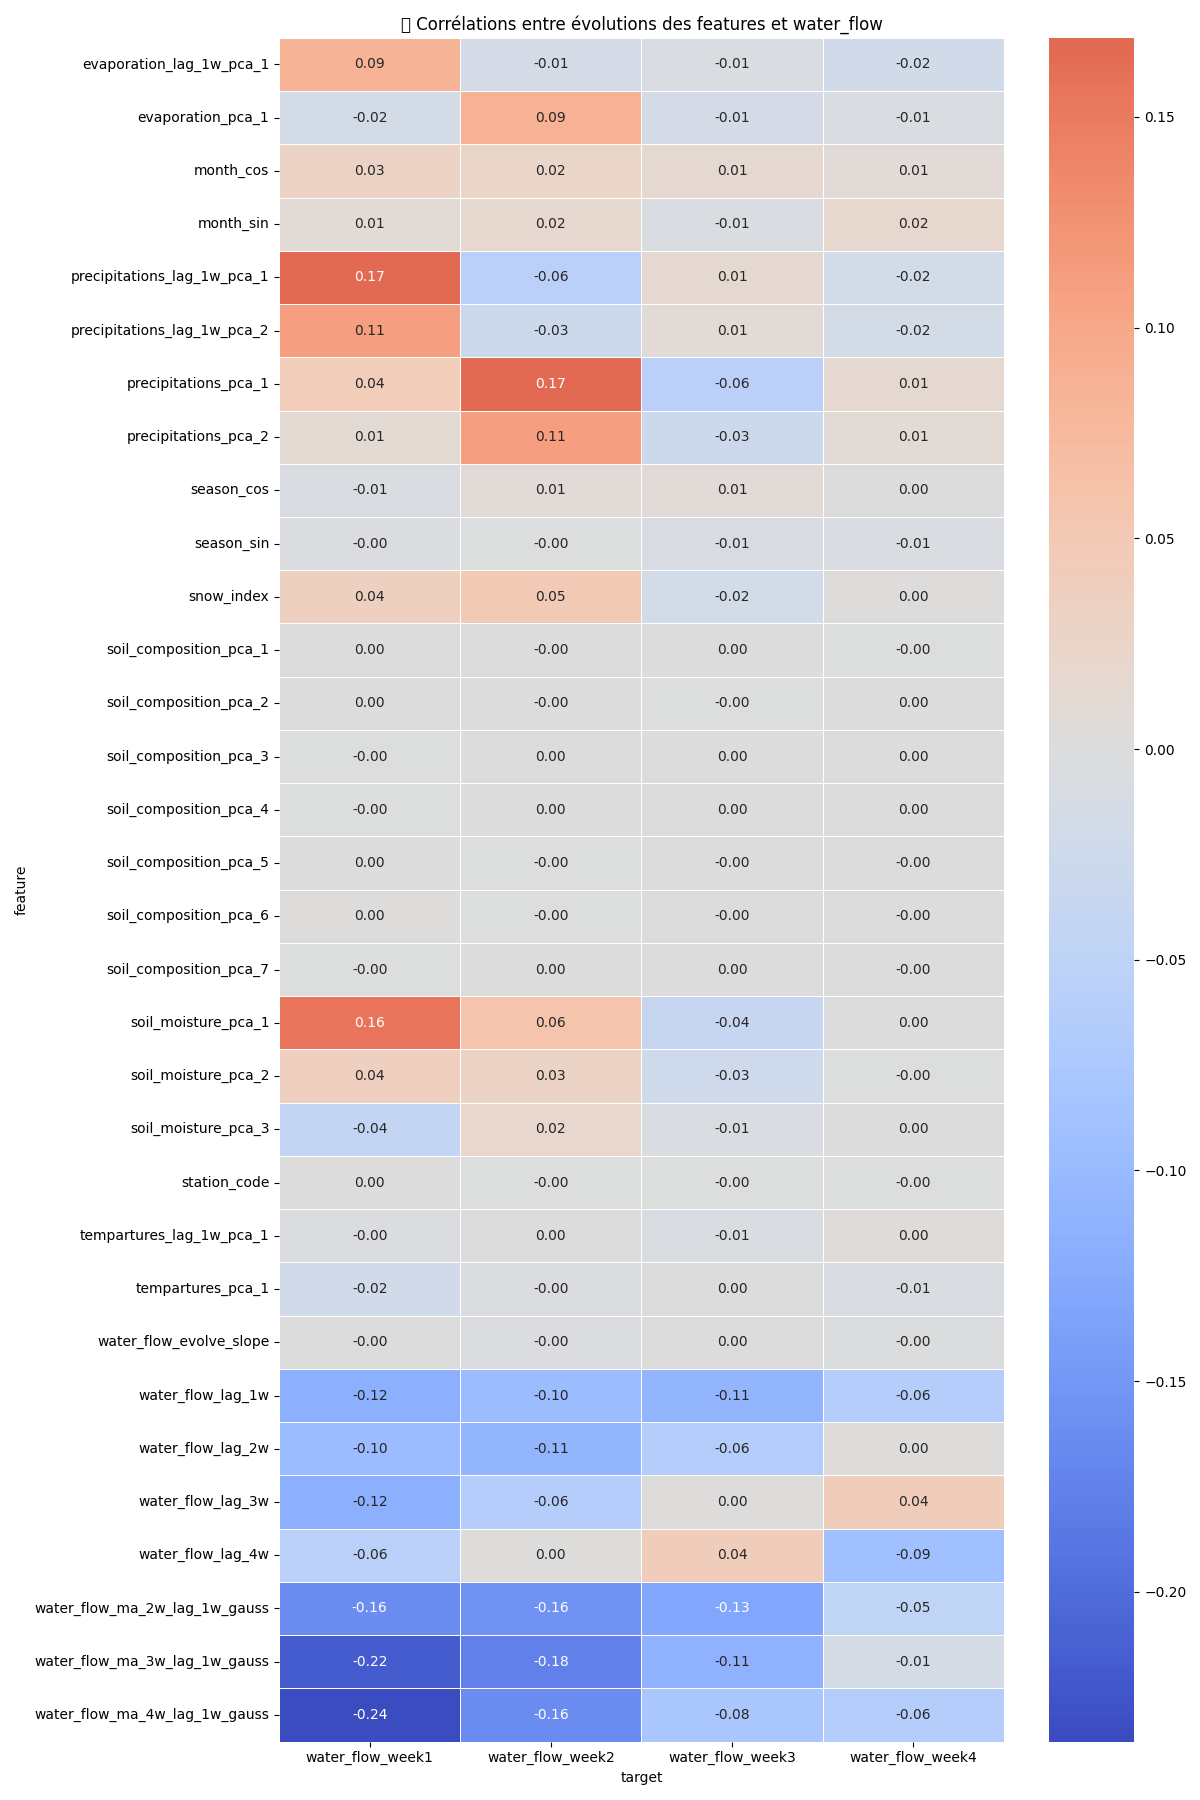 Corrélations entre évolutions des features et water_flow
evaporation_lag_1w_pca_1 0.09 -0.01 -0.01 -0.02
evaporation_pca_1 -0.02 0.09 -0.01 -0.01
month_cos 0.03 0.02 0.01 0.01
month_sin 0.01 0.02 -0.01 0.02
precipitations_lag_1w_pca_1 0.17 -0.06 0.01 -0.02
precipitations_lag_1w_pca_2 0.11 -0.03 0.01 -0.02
precipitations_pca_1 0.04 0.17 -0.06 0.01
precipitations_pca_2 0.01 0.11 -0.03 0.01
season_cos -0.01 0.01 0.01 0.00
season_sin -0.00 -0.00 -0.01 -0.01
snow_index 0.04 0.05 -0.02 0.00
soil_composition_pca_1 0.00 -0.00 0.00 -0.00
soil_composition_pca_2 0.00 -0.00 -0.00 0.00
soil_composition_pca_3 -0.00 0.00 0.00 0.00
soil_composition_pca_4 -0.00 0.00 0.00 0.00
soil_composition_pca_5 0.00 -0.00 -0.00 -0.00
soil_composition_pca_6 0.00 -0.00 -0.00 -0.00
soil_composition_pca_7 -0.00 0.00 0.00 -0.00
soil_moisture_pca_1 0.16 0.06 -0.04 0.00
soil_moisture_pca_2 0.04 0.03 -0.03 -0.00
soil_moisture_pca_3 -0.04 0.02 -0.01 0.00
station_code 0.00 -0.00 -0.00 -0.00
tempartures_lag_1w_pca_1 -0.00 0.00 -0.01 0.00
tempartures_pca_1 -0.02 -0.00 0.00 -0.01
water_flow_evolve_slope -0.00 -0.00 0.00 -0.00
water_flow_lag_1w -0.12 -0.10 -0.11 -0.06
water_flow_lag_2w -0.10 -0.11 -0.06 0.00
water_flow_lag_3w -0.12 -0.06 0.00 0.04
water_flow_lag_4w -0.06 0.00 0.04 -0.09
water_flow_ma_2w_lag_1w_gauss -0.16 -0.16 -0.13 -0.05
water_flow_ma_3w_lag_1w_gauss -0.22 -0.18 -0.11 -0.01
water_flow_ma_4w_lag_1w_gauss -0.24 -0.16 -0.08 -0.06
water_flow_week1 water_flow_week2 water_flow_week3 water_flow_week4
target
feature
0.15
0.10
0.05
0.00
−0.05
−0.10
−0.15
−0.20